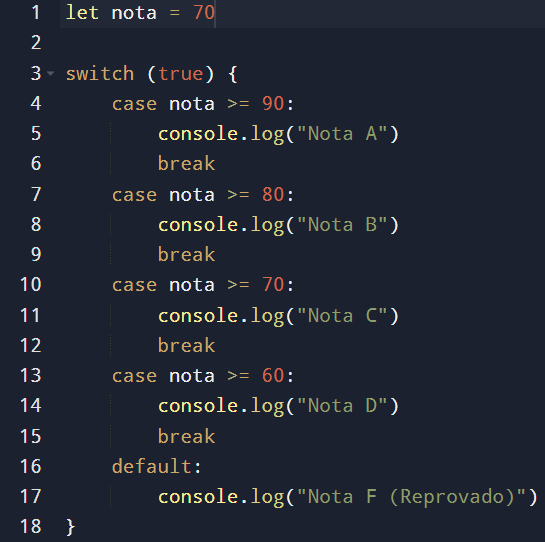 1 let nota = 70
2
3 switch (true) {
4     case nota >= 90:
5         console.log("Nota A")
6         break
7     case nota >= 80:
8         console.log("Nota B")
9         break
10     case nota >= 70:
11         console.log("Nota C")
12         break
13     case nota >= 60:
14         console.log("Nota D")
15         break
16     default:
17         console.log("Nota F (Reprovado)")
18 }